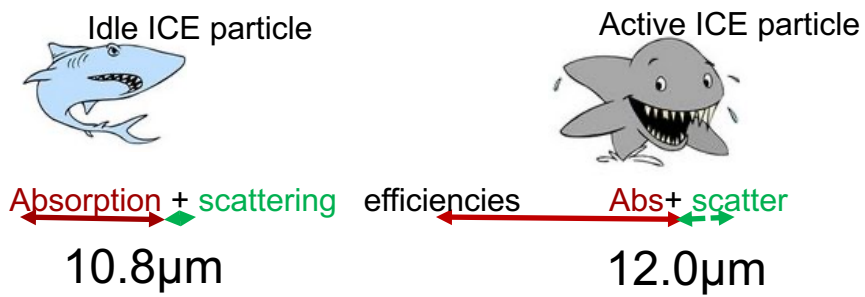 Idle ICE particle
Active ICE particle
Absorption + scattering efficiencies Abs+ scatter
10.8µm
12.0µm